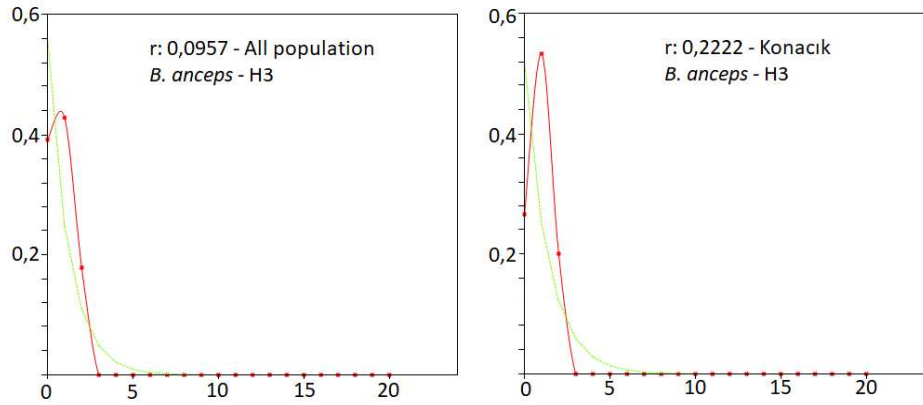 0,6
r: 0,0957 - All population
B. anceps - H3
0,4
0,2
0 5 10 15 20
0,6
r: 0,2222 - Konacık
B. anceps - H3
0,4
0,2
0 5 10 15 20